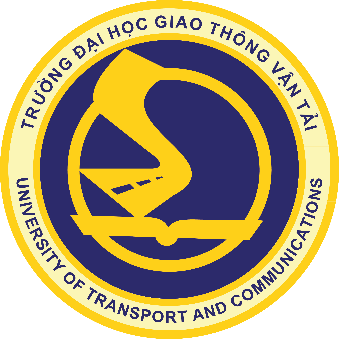 TRƯỜNG ĐẠI HỌC GIAO THÔNG VẬN TẢI
UNIVERSITY OF TRANSPORT AND COMMUNICATIONS